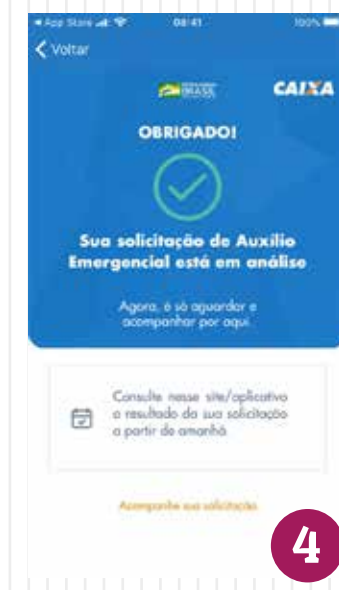 App Store 08:41 100%
Voltar
BRASIL CAIXA
OBRIGADO!
Sua solicitação de Auxílio
Emergencial está em análise
Agora, é só aguardar e
acompanhar por aqui
Consulte nesse site/aplicativo
o resultado da sua solicitação
a partir de amanhã
Acompanhe sua solicitação
4